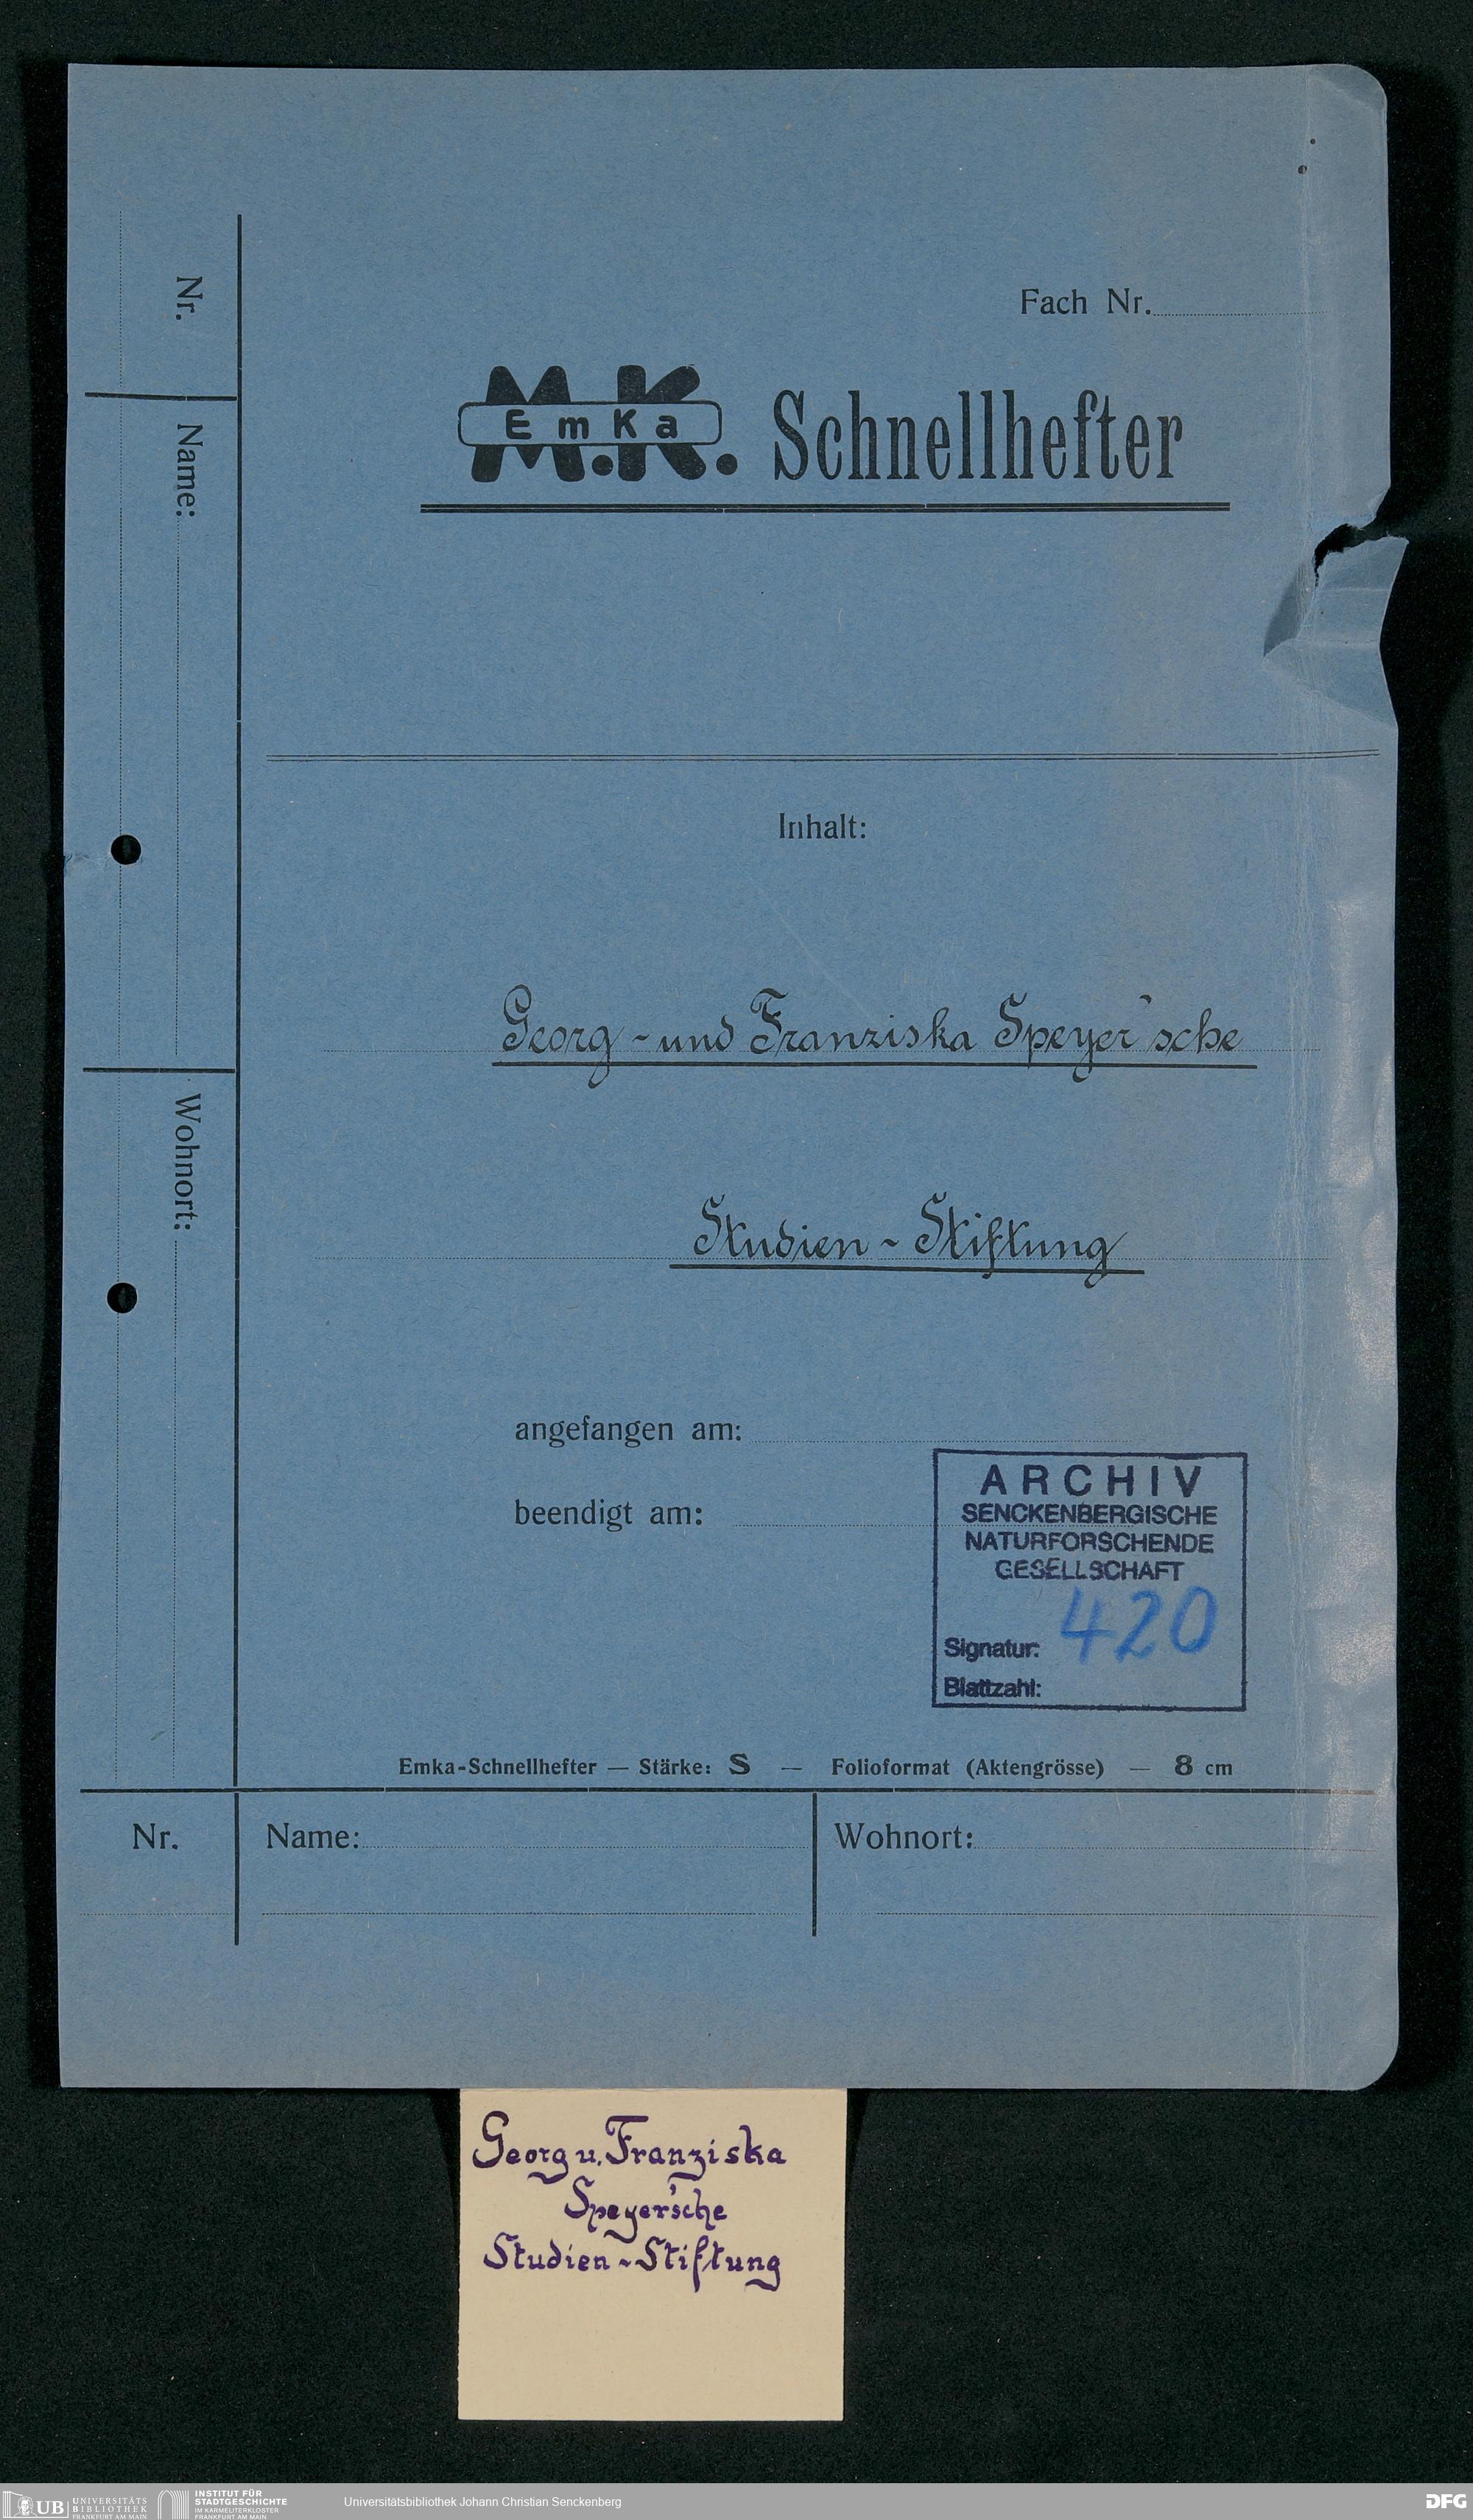 Fach Nr.
M.K. EmKa Schnellhefter
Nr.
Name:
Wohnort:
Inhalt:
Georg - und Franziska Speyer'sche
Studien - Stiftung
angefangen am:
beendigt am:
ARCHIV
SENCKENBERGISCHE
NATURFORSCHENDE
GESELLSCHAFT
Signatur: 420
Blattzahl:
Emka-Schnellhefter — Stärke: S — Folioformat (Aktengrösse) — 8 cm
Nr. Name: Wohnort:
Georg u. Franziska
Speyer'sche
Studien - Stiftung
UB UNIVERSITÄTS
BIBLIOTHEK
FRANKFURT AM MAIN
INSTITUT FÜR
STADTGESCHICHTE
IM KARMELITERKLOSTER
FRANKFURT AM MAIN
Universitätsbibliothek Johann Christian Senckenberg
DFG